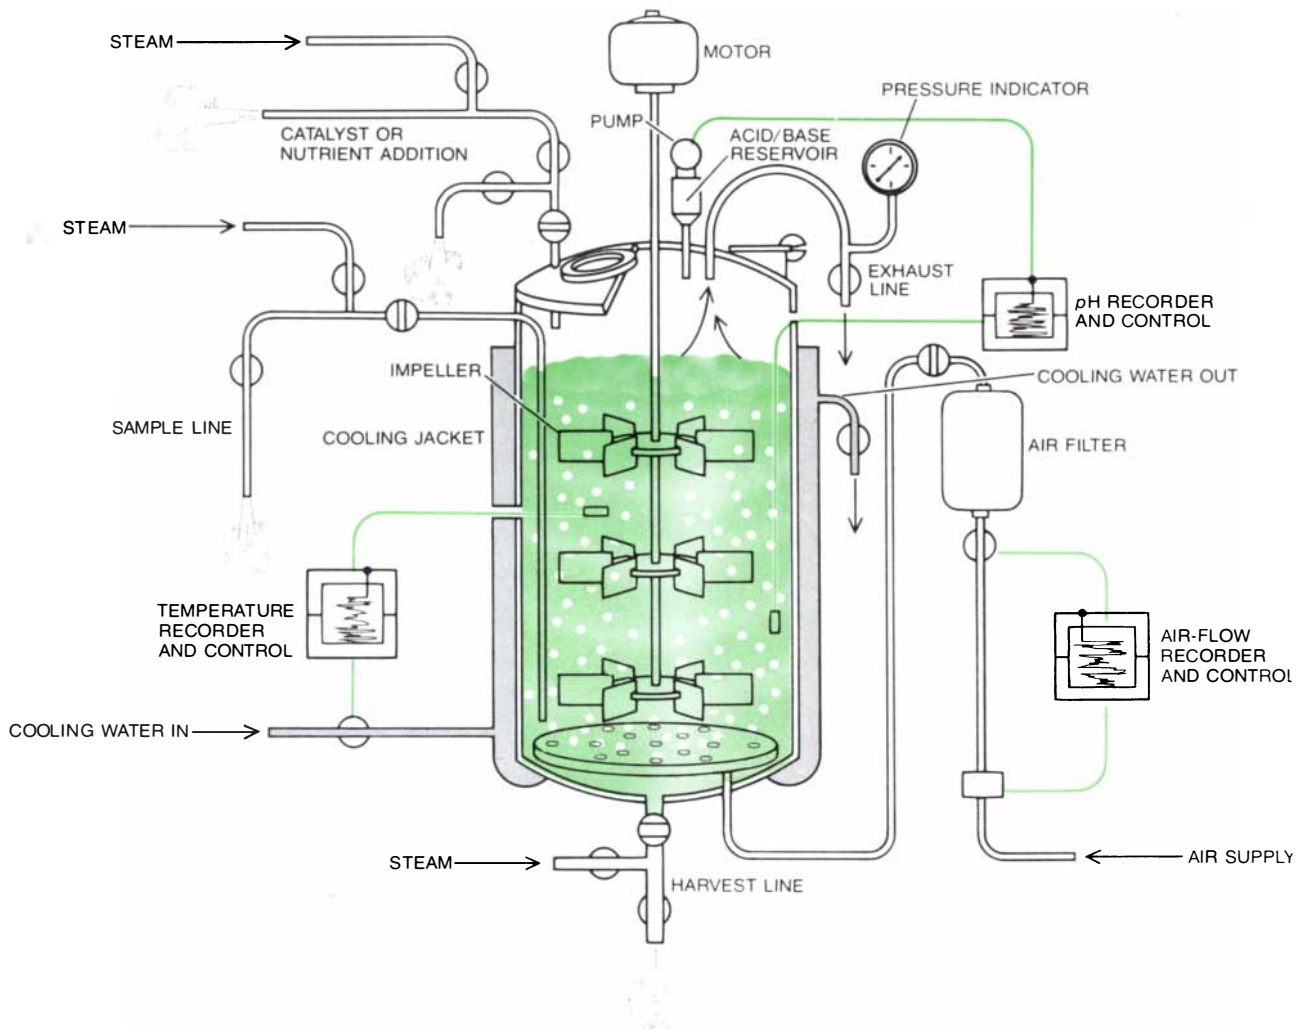 STEAM
MOTOR
PRESSURE INDICATOR
PUMP
ACID/BASE
RESERVOIR
CATALYST OR
NUTRIENT ADDITION
STEAM
EXHAUST
LINE
pH RECORDER
AND CONTROL
IMPELLER
COOLING WATER OUT
SAMPLE LINE
COOLING JACKET
AIR FILTER
TEMPERATURE
RECORDER
AND CONTROL
AIR-FLOW
RECORDER
AND CONTROL
COOLING WATER IN
STEAM
HARVEST LINE
AIR SUPPLY